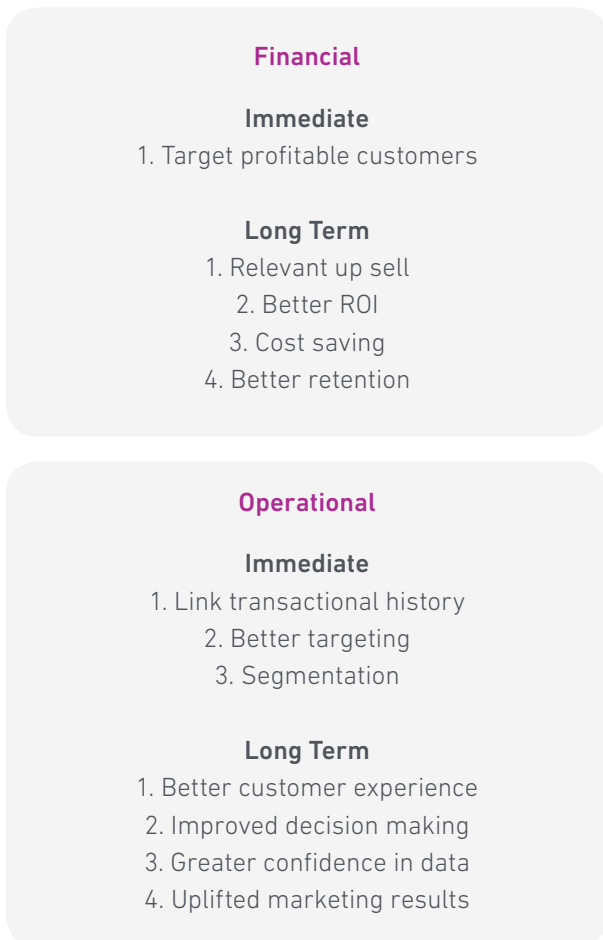 Financial
Immediate
1. Target profitable customers
Long Term
1. Relevant up sell
2. Better ROI
3. Cost saving
4. Better retention
Operational
Immediate
1. Link transactional history
2. Better targeting
3. Segmentation
Long Term
1. Better customer experience
2. Improved decision making
3. Greater confidence in data
4. Uplifted marketing results